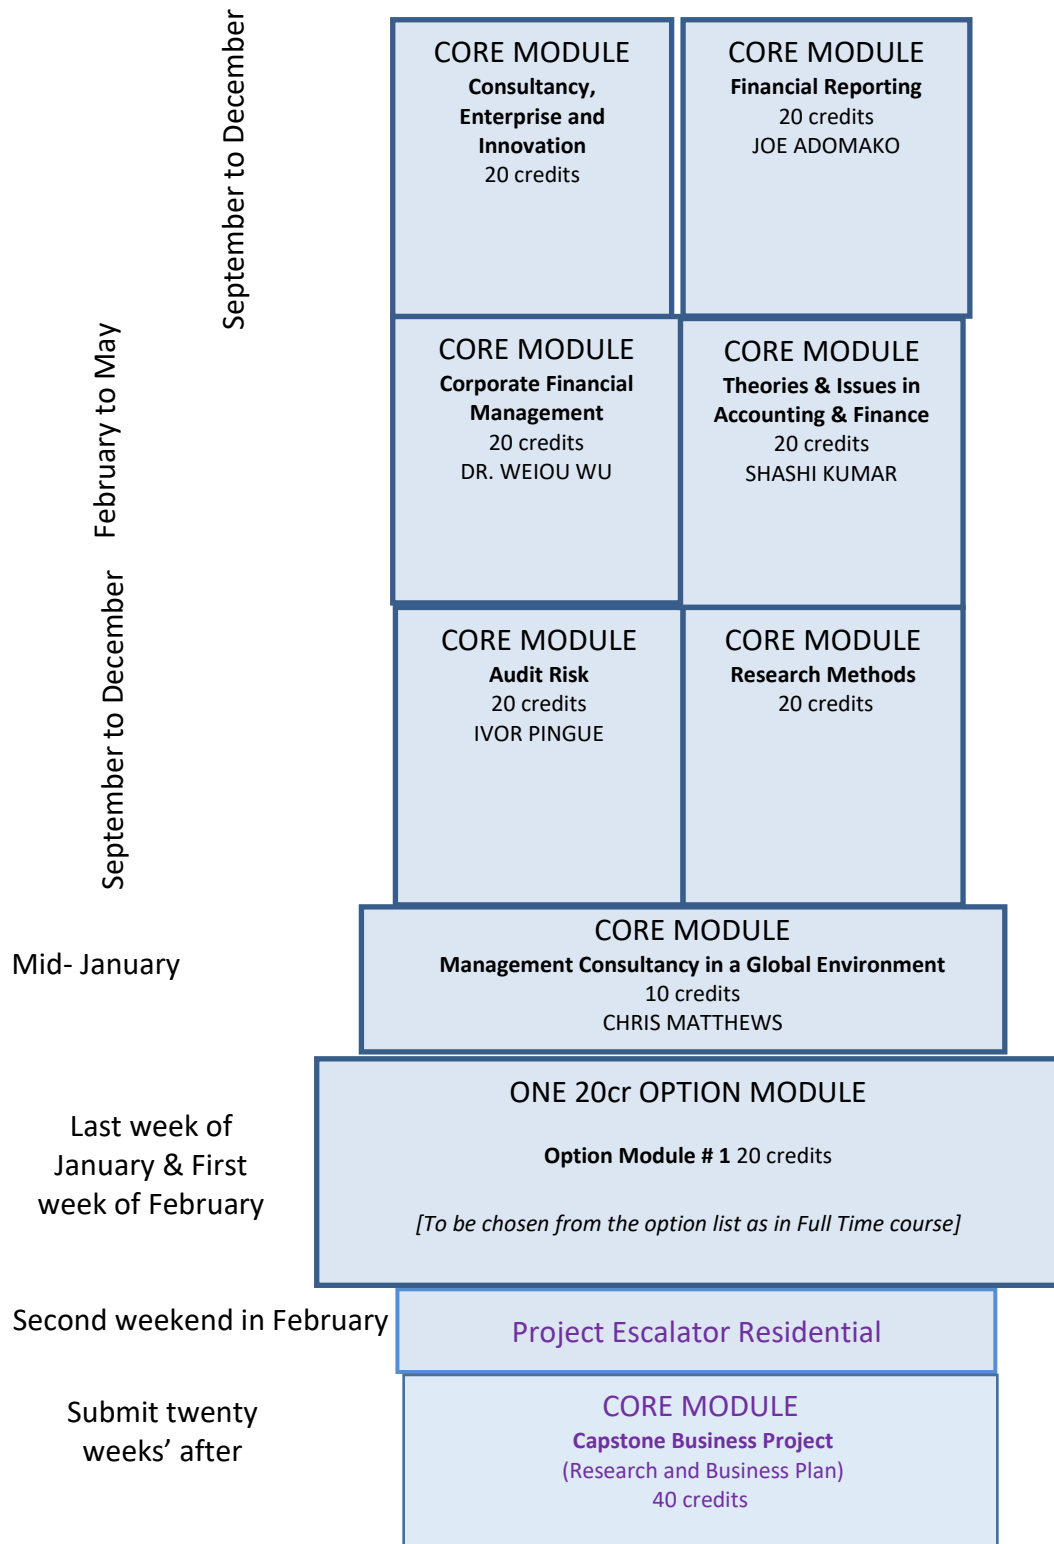 September to December
CORE MODULE
Consultancy,
Enterprise and
Innovation
20 credits
CORE MODULE
Financial Reporting
20 credits
JOE ADOMAKO
February to May
CORE MODULE
Corporate Financial
Management
20 credits
DR. WEIOU WU
CORE MODULE
Theories & Issues in
Accounting & Finance
20 credits
SHASHI KUMAR
September to December
CORE MODULE
Audit Risk
20 credits
IVOR PINGUE
CORE MODULE
Research Methods
20 credits
Mid- January
CORE MODULE
Management Consultancy in a Global Environment
10 credits
CHRIS MATTHEWS
Last week of
January & First
week of February
ONE 20cr OPTION MODULE
Option Module # 1 20 credits
[To be chosen from the option list as in Full Time course]
Second weekend in February
Project Escalator Residential
Submit twenty
weeks’ after
CORE MODULE
Capstone Business Project
(Research and Business Plan)
40 credits